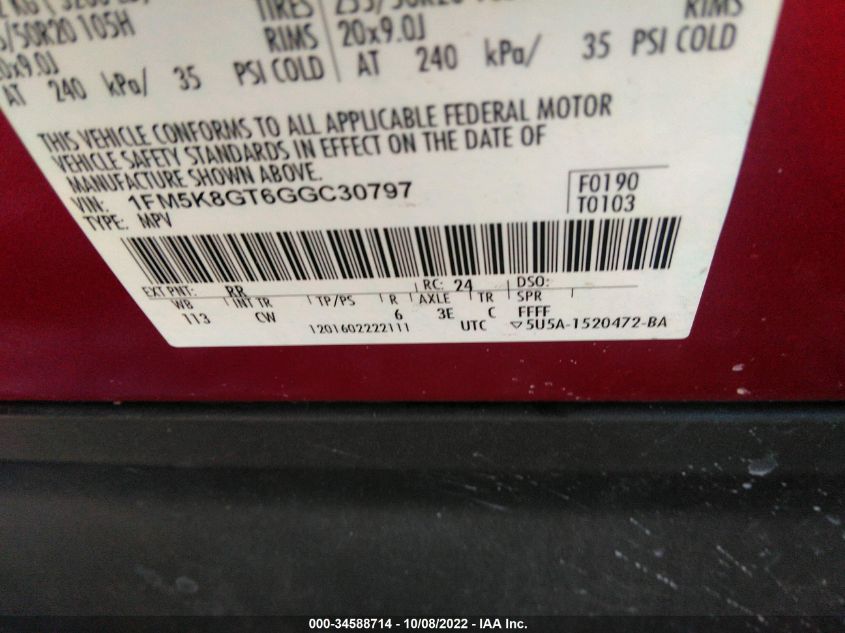 TIRES
RIMS
/50R20 105H
RIMS
20x9.0J
20x9.0J
AT 240 kPa/ 35 PSI COLD
AT 240 kPa/ 35 PSI COLD
THIS VEHICLE CONFORMS TO ALL APPLICABLE FEDERAL MOTOR
VEHICLE SAFETY STANDARDS IN EFFECT ON THE DATE OF
MANUFACTURE SHOWN ABOVE.
VIN: 1FM5K8GT6GGC30797
F0190
TYPE: MPV
T0103
EXT PNT: RR RC: 24 DSO:
WB INT TR TP/PS R AXLE TR SPR
113 CW 6 3E C FFFF
1201602222111 UTC ▽5U5A-1520472-BA
000-34588714 - 10/08/2022 - IAA Inc.